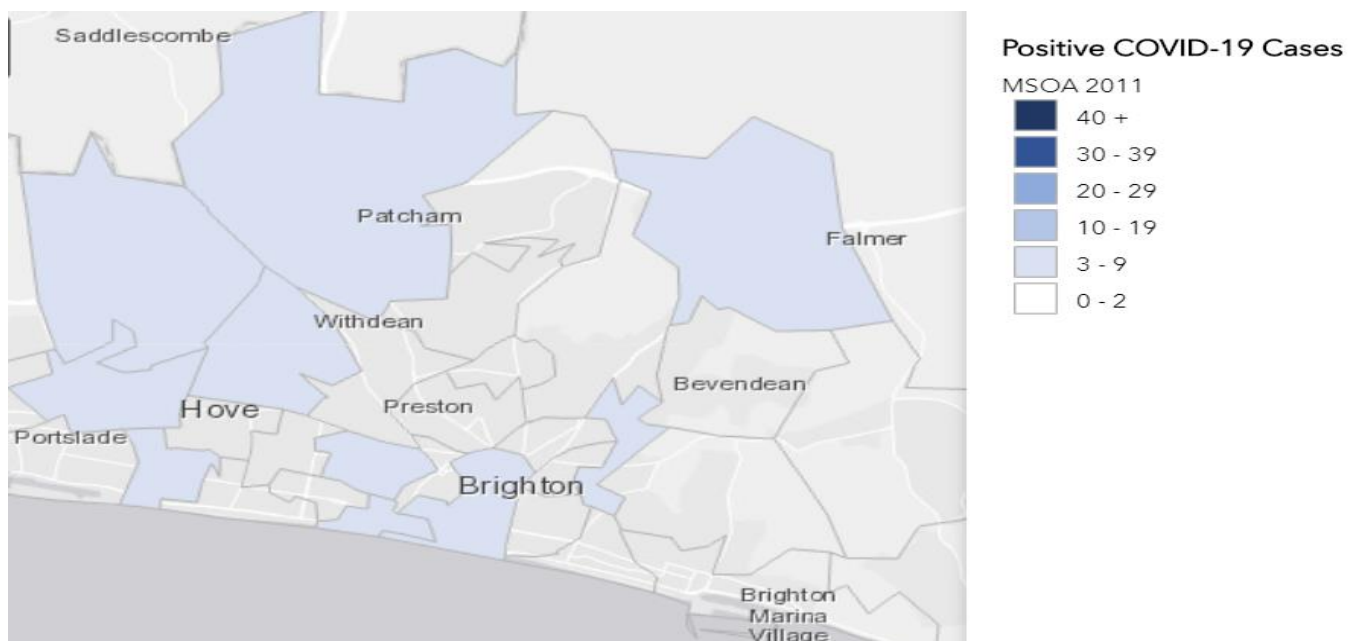 Saddlescombe
Patcham
Falmer
Withdean
Bevendean
Hove
Preston
Portslade
Brighton
Brighton
Marina
Village
Positive COVID-19 Cases
MSOA 2011
40 +
30 - 39
20 - 29
10 - 19
3 - 9
0 - 2